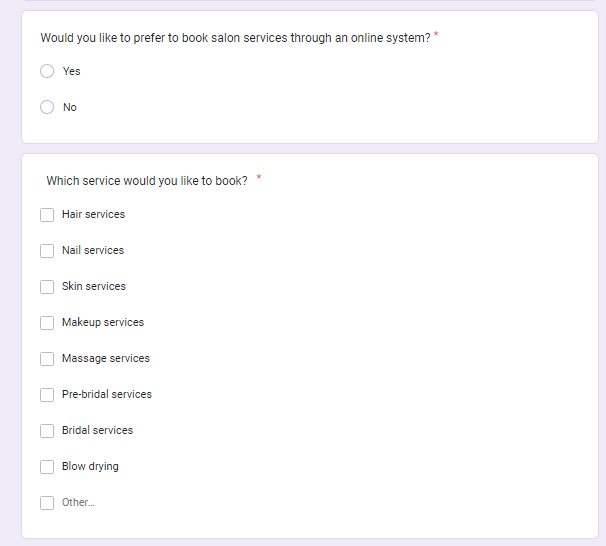 Would you like to prefer to book salon services through an online system? *
Yes
No
Which service would you like to book? *
Hair services
Nail services
Skin services
Makeup services
Massage services
Pre-bridal services
Bridal services
Blow drying
Other...